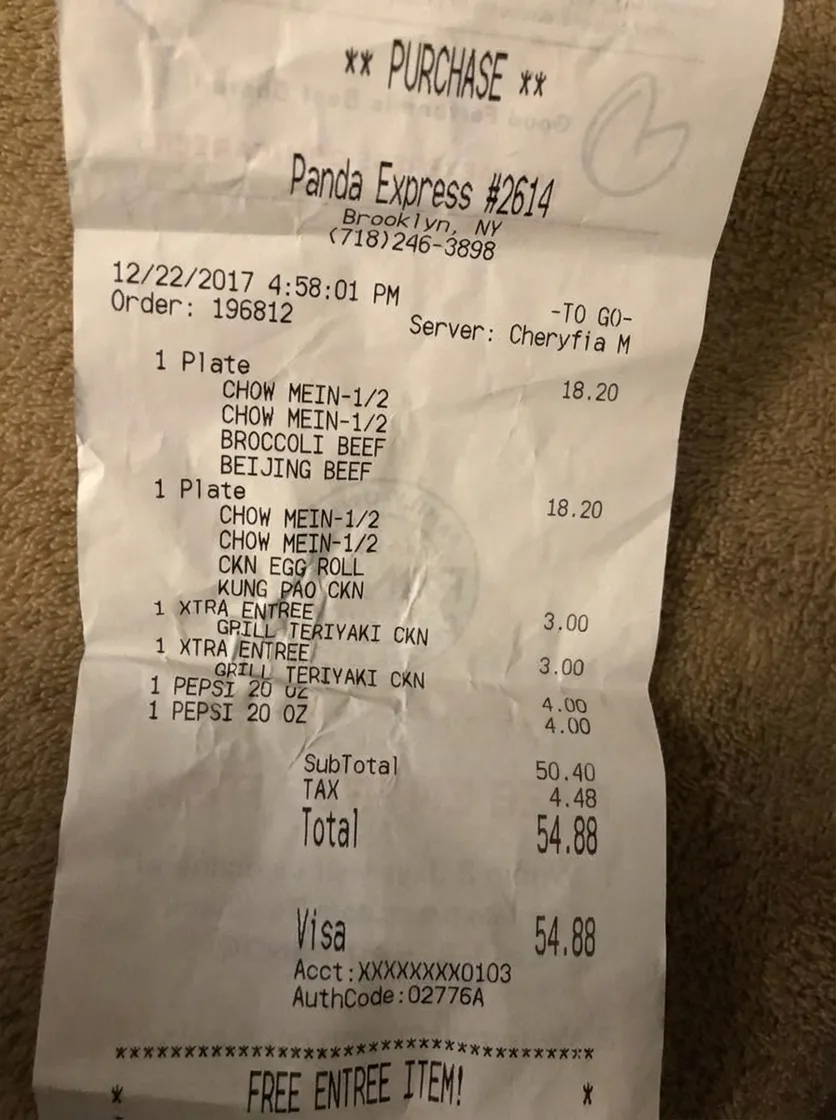 ** PURCHASE **
Panda Express #2614
Brooklyn, NY
(718)246-3898
12/22/2017 4:58:01 PM
-TO GO-
Order: 196812
Server: Cheryfia M
1 Plate 18.20
CHOW MEIN-1/2
CHOW MEIN-1/2
BROCCOLI BEEF
BEIJING BEEF
1 Plate 18.20
CHOW MEIN-1/2
CHOW MEIN-1/2
CKN EGG ROLL
KUNG PAO CKN
1 XTRA ENTREE 3.00
GRILL TERIYAKI CKN
1 XTRA ENTREE 3.00
GRILL TERIYAKI CKN
1 PEPSI 20 OZ 4.00
1 PEPSI 20 OZ 4.00
SubTotal 50.40
TAX 4.48
Total 54.88
Visa 54.88
Acct:XXXXXXXX0103
AuthCode:02776A
****************************************
* FREE ENTREE ITEM! *